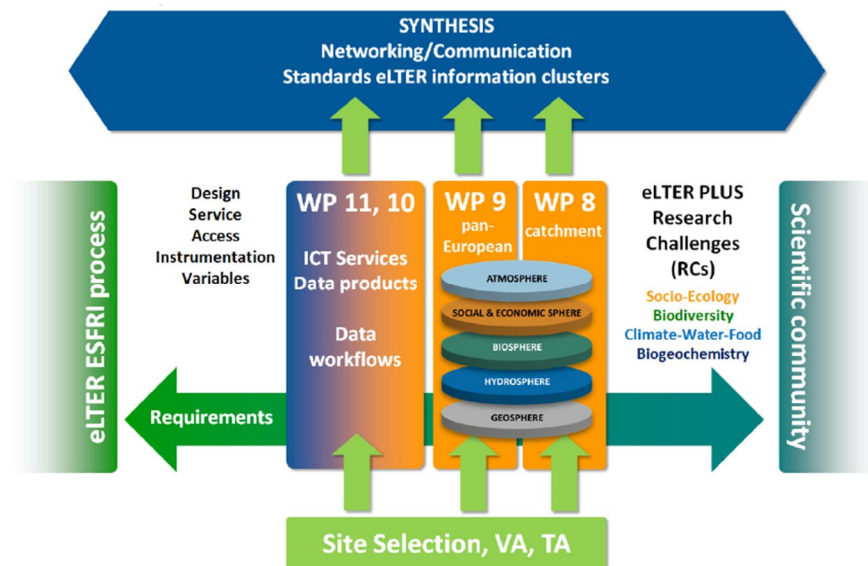 SYNTHESIS
Networking/Communication
Standards eLTER information clusters
eLTER ESFRI process
Design
Service
Access
Instrumentation
Variables
Requirements
WP 11, 10
ICT Services
Data products
Data
workflows
WP 9
pan-
European
WP 8
catchment
ATMOSPHERE
SOCIAL & ECONOMIC SPHERE
BIOSPHERE
HYDROSPHERE
GEOSPHERE
eLTER PLUS
Research
Challenges
(RCs)
Socio-Ecology
Biodiversity
Climate-Water-Food
Biogeochemistry
Scientific community
Site Selection, VA, TA